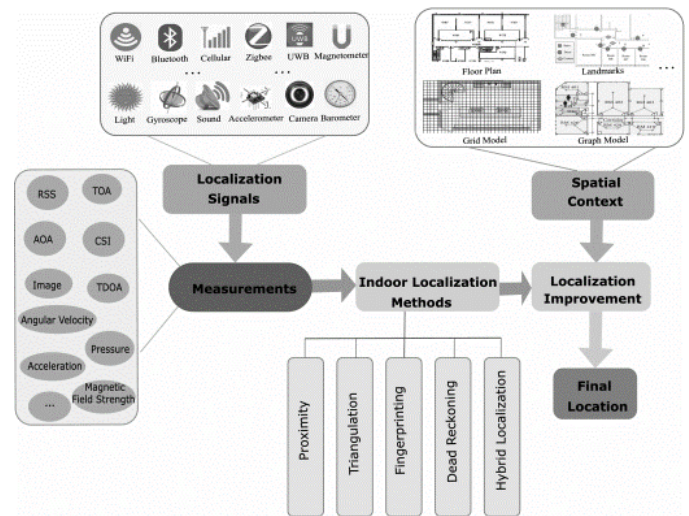 WiFi Bluetooth Cellular Zigbee UWB Magnetometer
... ...
Light Gyroscope Sound Accelerometer Camera Barometer
Floor Plan Landmarks
...
Grid Model Graph Model
Localization
Signals
Spatial
Context
RSS TOA
AOA CSI
Image TDOA
Angular Velocity
Pressure
Acceleration
Magnetic
Field Strength
...
Measurements
Indoor Localization
Methods
Localization
Improvement
Proximity
Triangulation
Fingerprinting
Dead Reckoning
Hybrid Localization
Final
Location